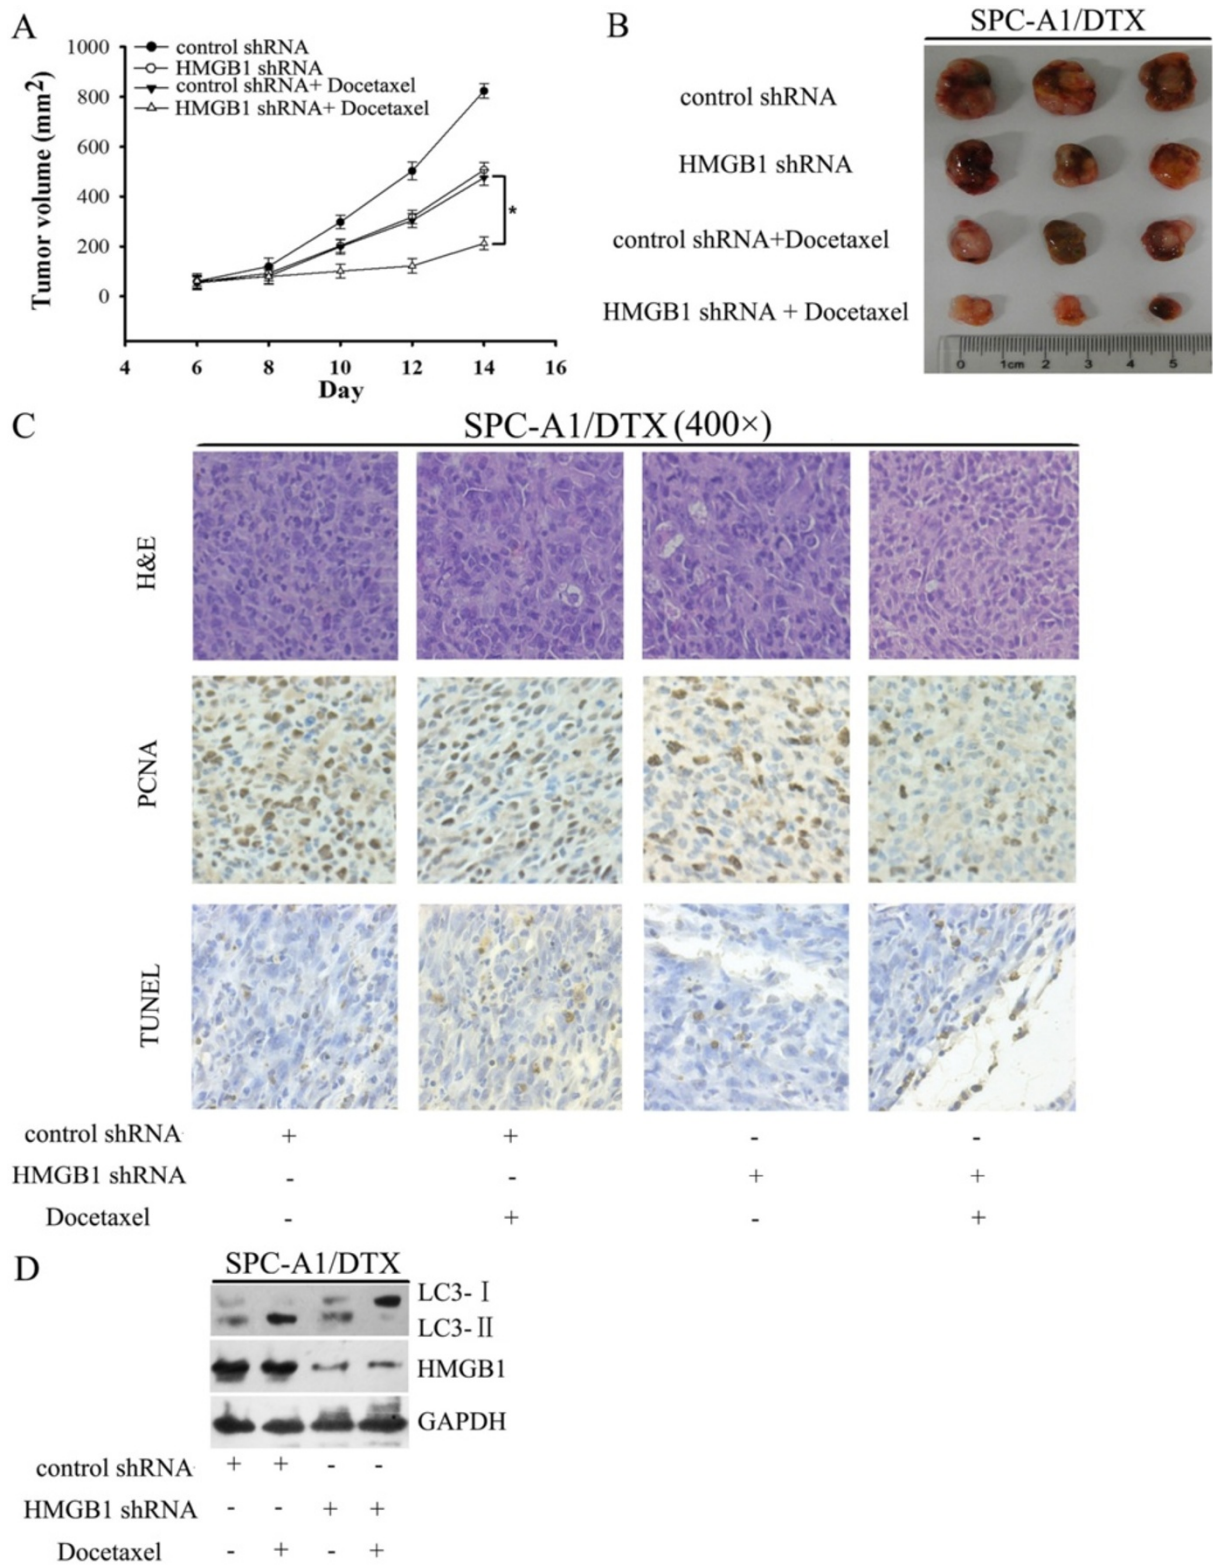 A
1000
800
600
400
200
0
Tumor volume (mm²)
control shRNA
HMGB1 shRNA
control shRNA+ Docetaxel
HMGB1 shRNA+ Docetaxel
*
4 6 8 10 12 14 16
Day
B
SPC-A1/DTX
control shRNA
HMGB1 shRNA
control shRNA+Docetaxel
HMGB1 shRNA + Docetaxel
0 1cm 2 3 4 5
C
SPC-A1/DTX (400×)
H&E
PCNA
TUNEL
control shRNA + + - -
HMGB1 shRNA - - + +
Docetaxel - + - +
D
SPC-A1/DTX
LC3-Ⅰ
LC3-Ⅱ
HMGB1
GAPDH
control shRNA + + - -
HMGB1 shRNA - - + +
Docetaxel - + - +